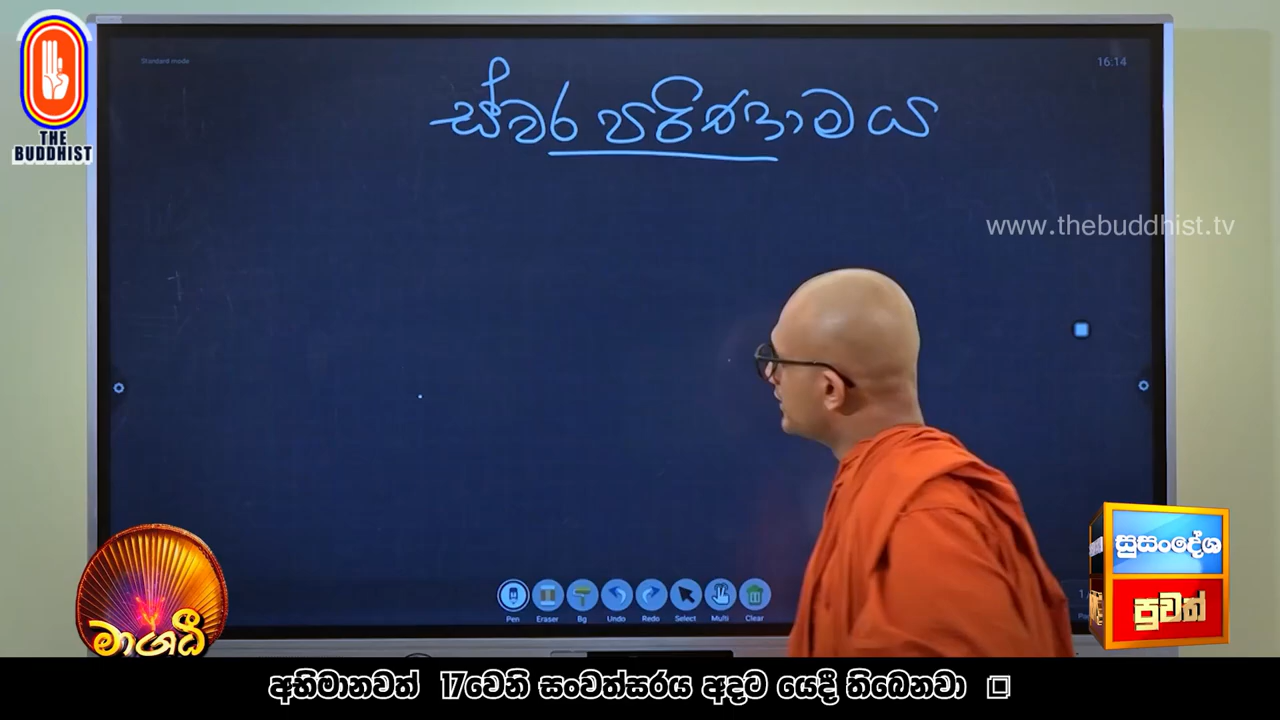 THE
BUDDHIST
Standard mode
16:14
ස්වර පරිණාමය
www.thebuddhist.tv
Pen Eraser Bg Undo Redo Select Multi Clear
සුසංදේශ
පුවත්
මාගධී
අභිමානවත් 17වෙනි සංවත්සරය අදට යෙදී තිබෙනවා